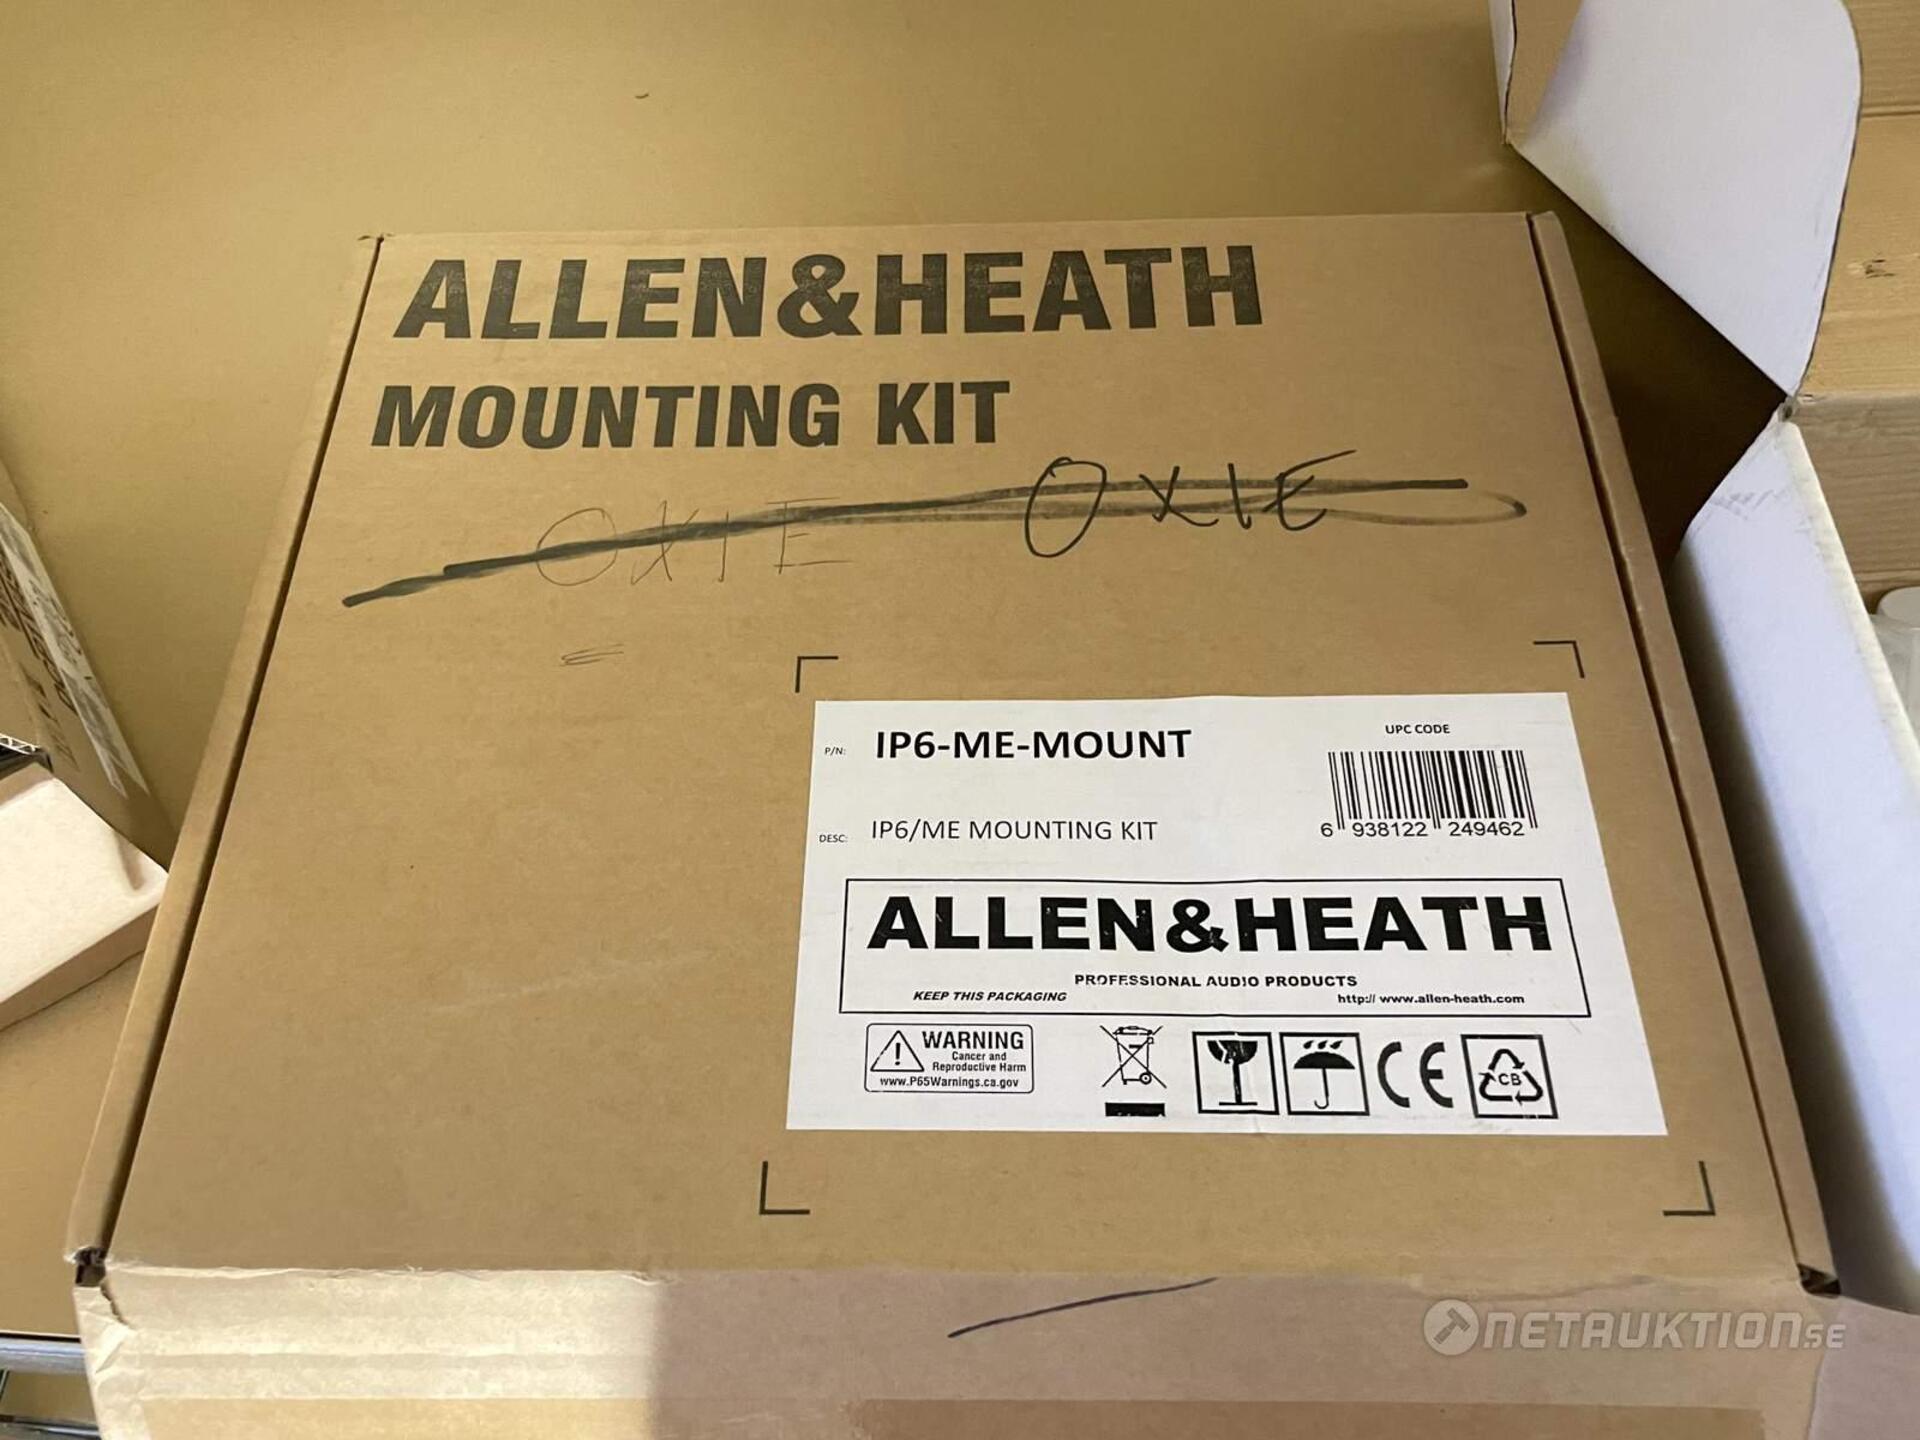 ALLEN&HEATH
MOUNTING KIT
OXIE OXIE
P/N: IP6-ME-MOUNT
UPC CODE
6 938122 249462
DESC: IP6/ME MOUNTING KIT
ALLEN&HEATH
PROFESSIONAL AUDIO PRODUCTS
KEEP THIS PACKAGING http:// www.allen-heath.com
WARNING
Cancer and
Reproductive Harm
www.P65Warnings.ca.gov
CE
CB
NETAUKTION.SE